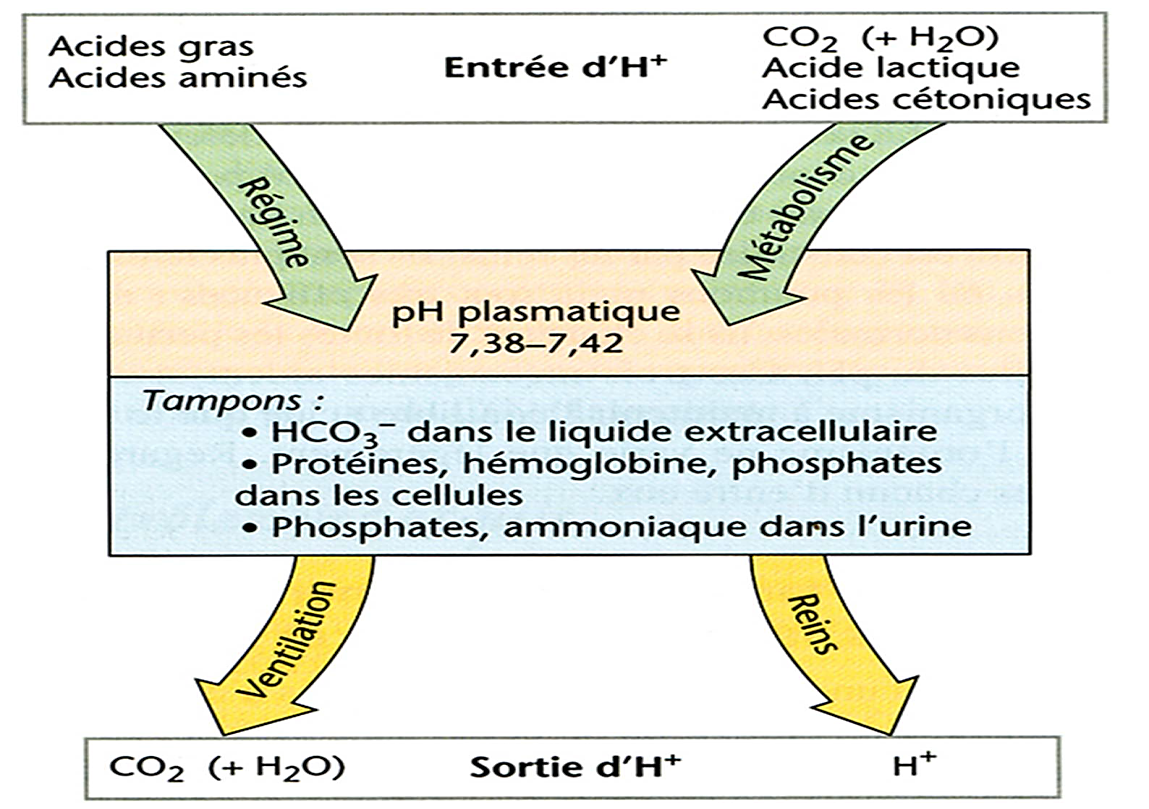 Acides gras
Acides aminés
Entrée d'H⁺
CO₂ (+ H₂O)
Acide lactique
Acides cétoniques
Régime
Métabolisme
pH plasmatique
7,38–7,42
Tampons :
• HCO₃⁻ dans le liquide extracellulaire
• Protéines, hémoglobine, phosphates
dans les cellules
• Phosphates, ammoniaque dans l'urine
Ventilation
Reins
CO₂ (+ H₂O)
Sortie d'H⁺
H⁺